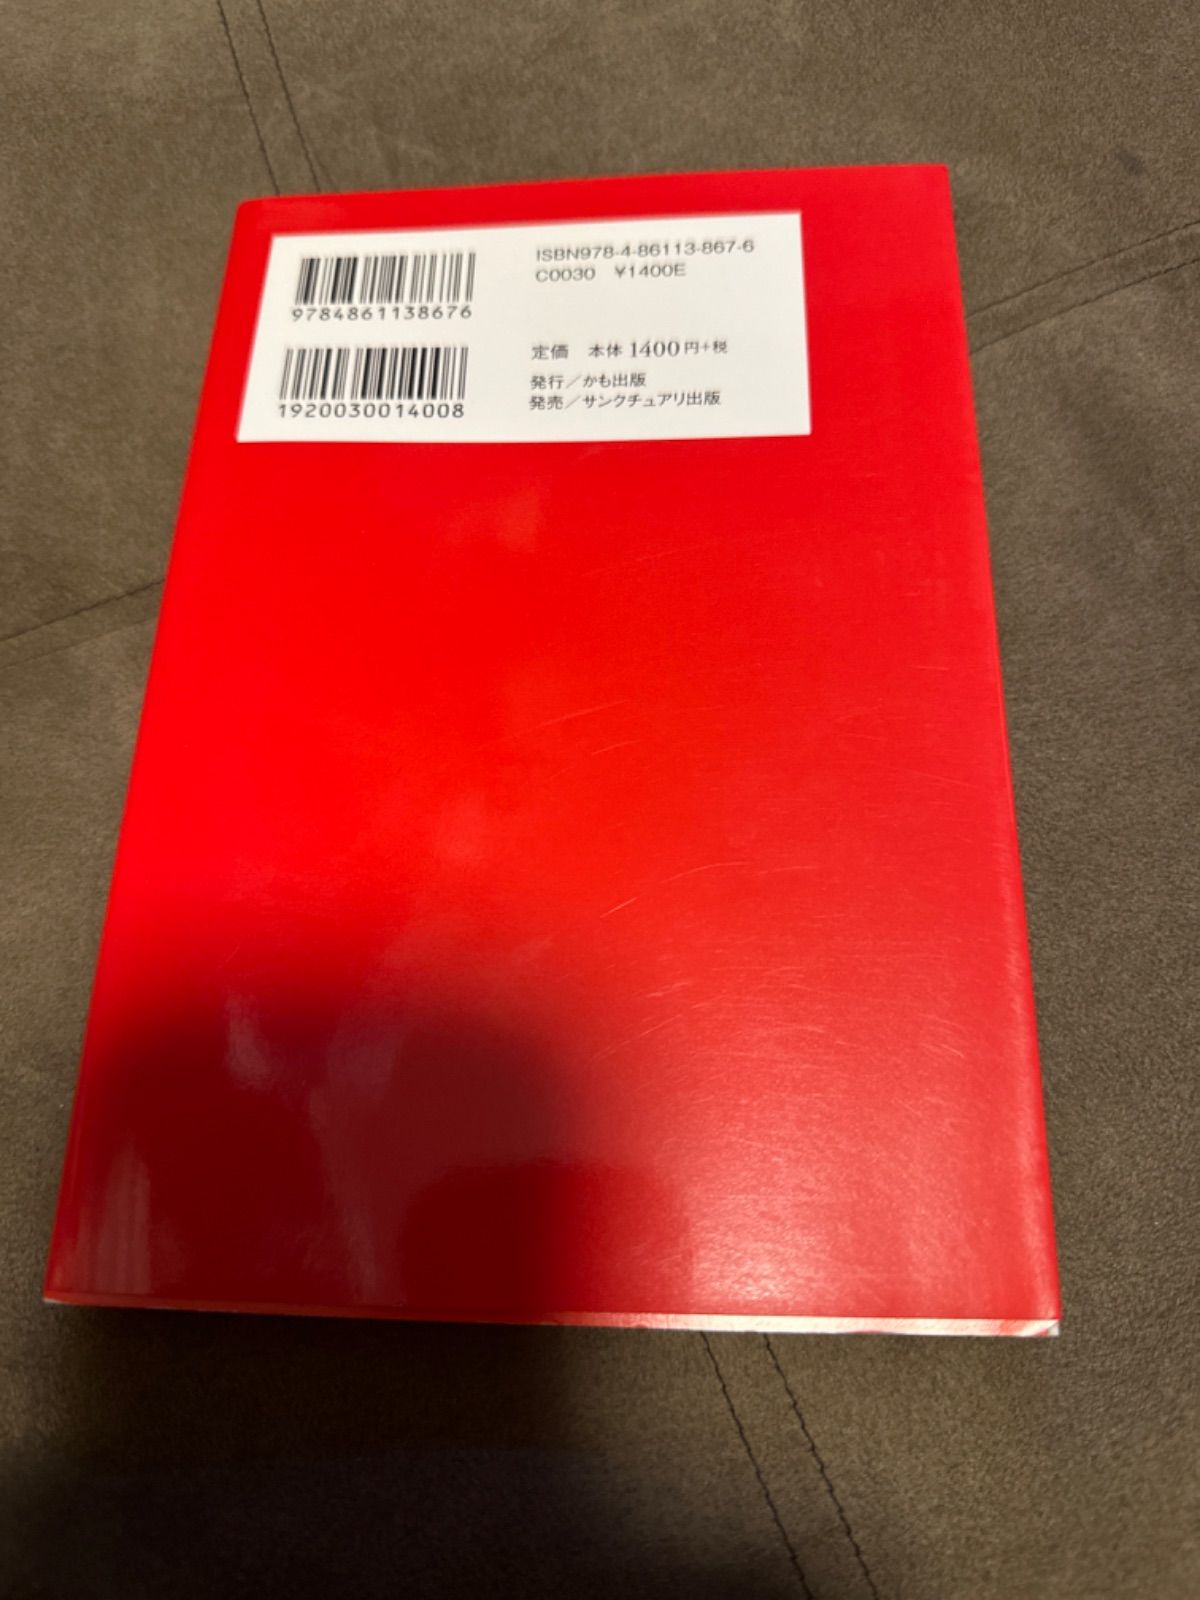 ISBN978-4-86113-867-6
C0030 ¥1400E
9784861138676
定価 本体1400円+税
発行／かも出版
発売／サンクチュアリ出版
1920030014008